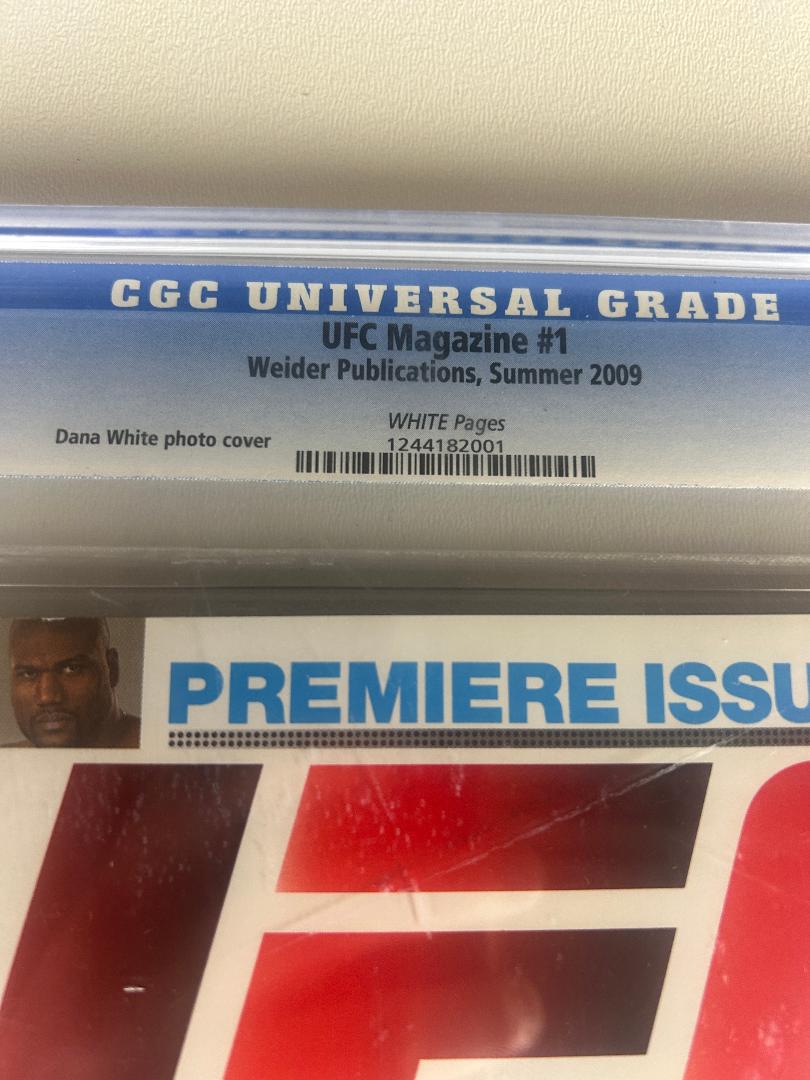 CGC UNIVERSAL GRADE
UFC Magazine #1
Weider Publications, Summer 2009
WHITE Pages
Dana White photo cover
1244182001
PREMIERE ISSU
UFC